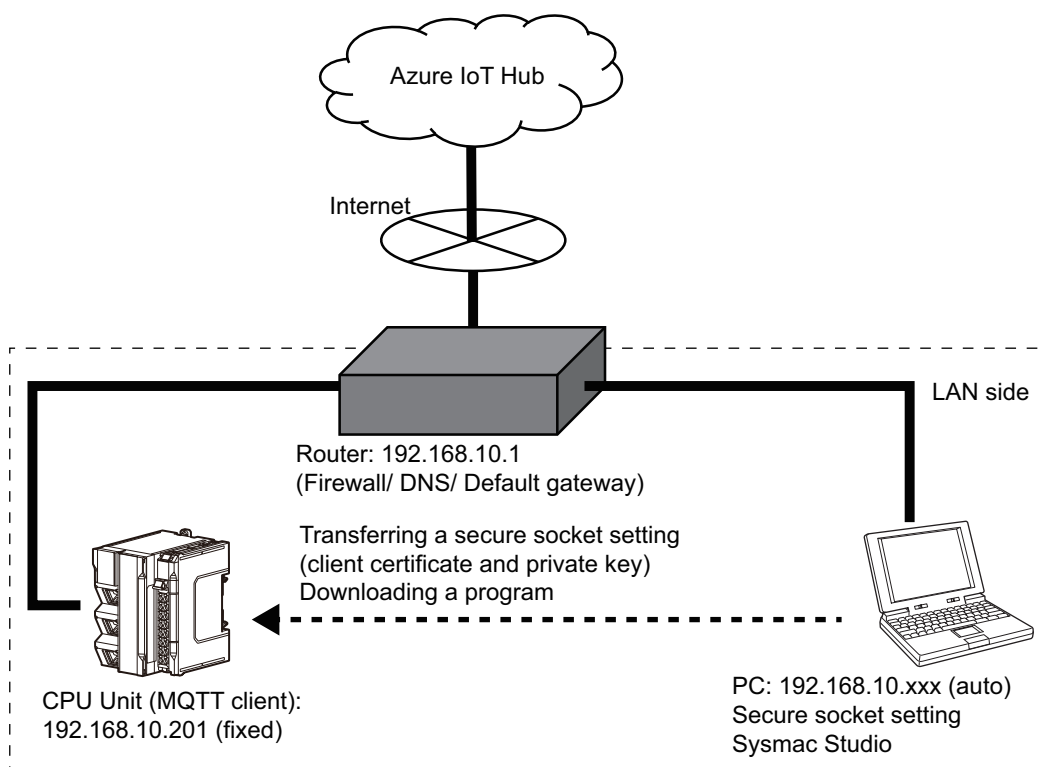 Azure IoT Hub
Internet
LAN side
Router: 192.168.10.1
(Firewall/ DNS/ Default gateway)
Transferring a secure socket setting
(client certificate and private key)
Downloading a program
CPU Unit (MQTT client):
192.168.10.201 (fixed)
PC: 192.168.10.xxx (auto)
Secure socket setting
Sysmac Studio